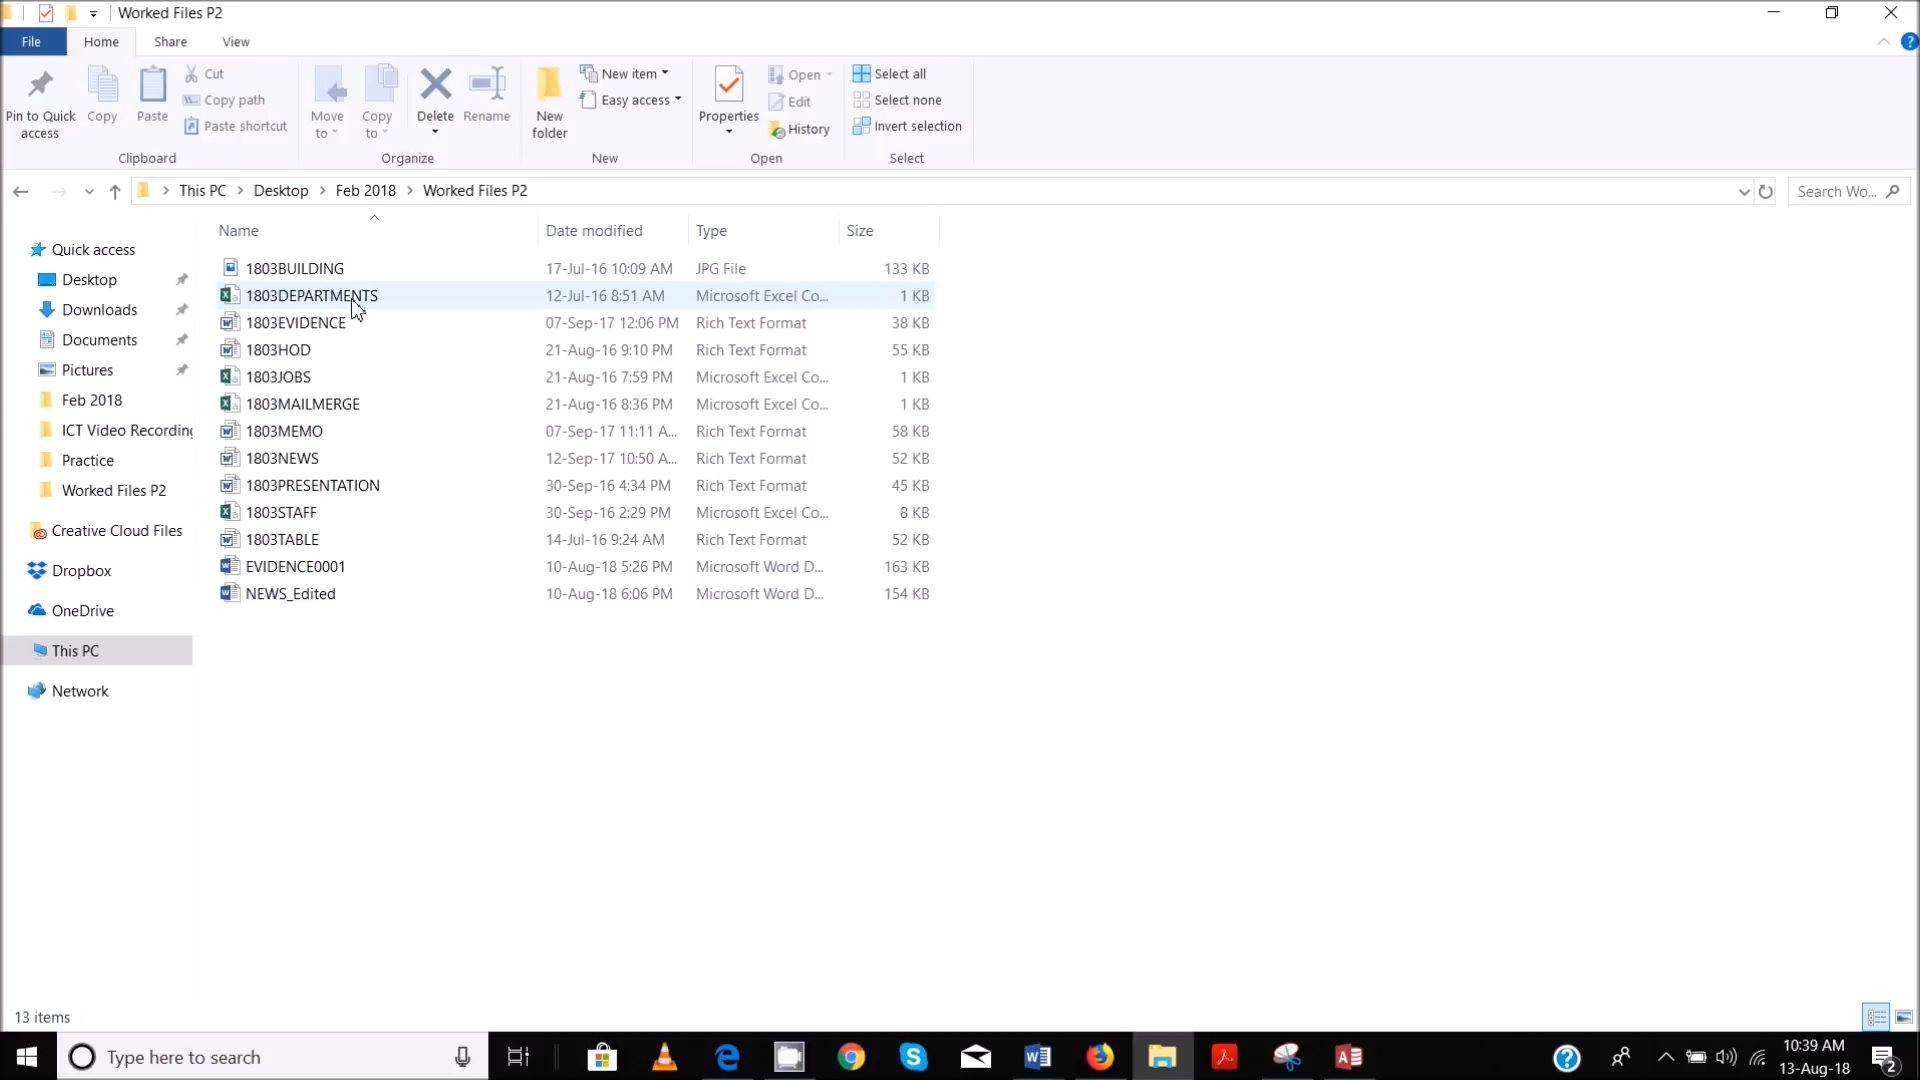 Worked Files P2
File Home Share View
Pin to Quick access
Copy
Paste
Cut
Copy path
Paste shortcut
Clipboard
Move to
Copy to
Delete
Rename
Organize
New folder
New item
Easy access
New
Properties
Open
Edit
History
Open
Select all
Select none
Invert selection
Select
This PC > Desktop > Feb 2018 > Worked Files P2
Search Wo...
Quick access
Desktop
Downloads
Documents
Pictures
Feb 2018
ICT Video Recording
Practice
Worked Files P2
Creative Cloud Files
Dropbox
OneDrive
This PC
Network
Name Date modified Type Size
1803BUILDING 17-Jul-16 10:09 AM JPG File 133 KB
1803DEPARTMENTS 12-Jul-16 8:51 AM Microsoft Excel Co... 1 KB
1803EVIDENCE 07-Sep-17 12:06 PM Rich Text Format 38 KB
1803HOD 21-Aug-16 9:10 PM Rich Text Format 55 KB
1803JOBS 21-Aug-16 7:59 PM Microsoft Excel Co... 1 KB
1803MAILMERGE 21-Aug-16 8:36 PM Microsoft Excel Co... 1 KB
1803MEMO 07-Sep-17 11:11 A... Rich Text Format 58 KB
1803NEWS 12-Sep-17 10:50 A... Rich Text Format 52 KB
1803PRESENTATION 30-Sep-16 4:34 PM Rich Text Format 45 KB
1803STAFF 30-Sep-16 2:29 PM Microsoft Excel Co... 8 KB
1803TABLE 14-Jul-16 9:24 AM Rich Text Format 52 KB
EVIDENCE0001 10-Aug-18 5:26 PM Microsoft Word D... 163 KB
NEWS_Edited 10-Aug-18 6:06 PM Microsoft Word D... 154 KB
13 items
Type here to search
10:39 AM
13-Aug-18
2